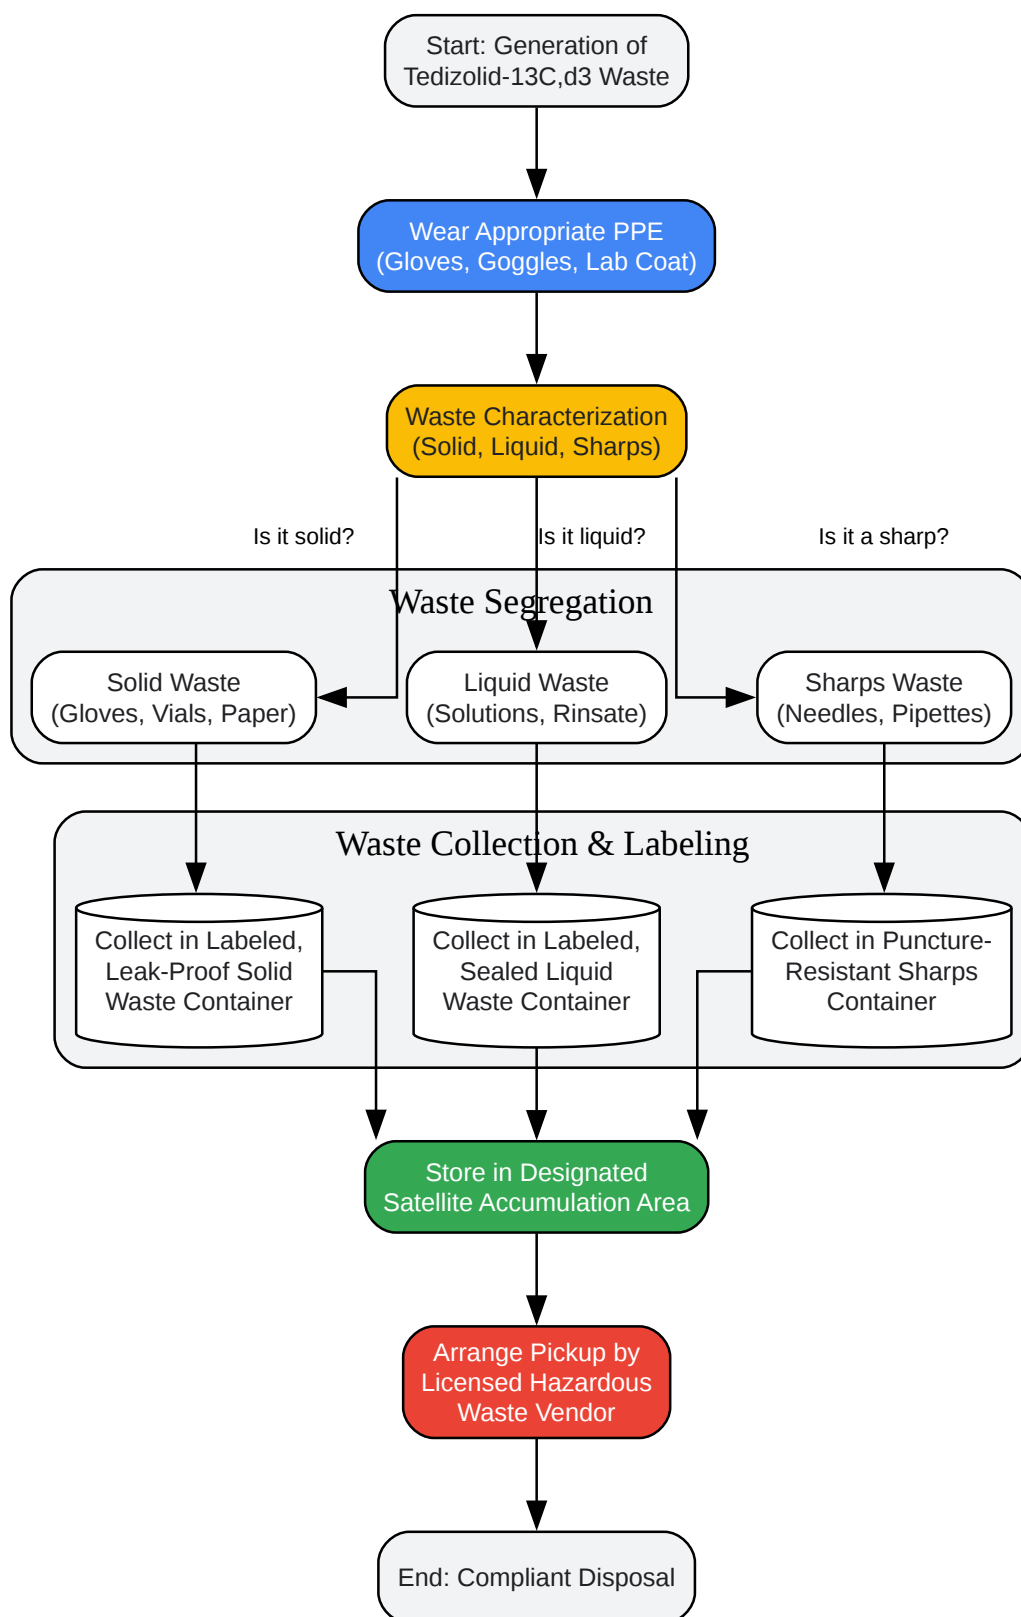 Start: Generation of
Tedizolid-13C,d3 Waste
Wear Appropriate PPE
(Gloves, Goggles, Lab Coat)
Waste Characterization
(Solid, Liquid, Sharps)
Is it solid?
Is it liquid?
Is it a sharp?
Waste Segregation
Solid Waste
(Gloves, Vials, Paper)
Liquid Waste
(Solutions, Rinsate)
Sharps Waste
(Needles, Pipettes)
Waste Collection & Labeling
Collect in Labeled,
Leak-Proof Solid
Waste Container
Collect in Labeled,
Sealed Liquid
Waste Container
Collect in Puncture-
Resistant Sharps
Container
Store in Designated
Satellite Accumulation Area
Arrange Pickup by
Licensed Hazardous
Waste Vendor
End: Compliant Disposal